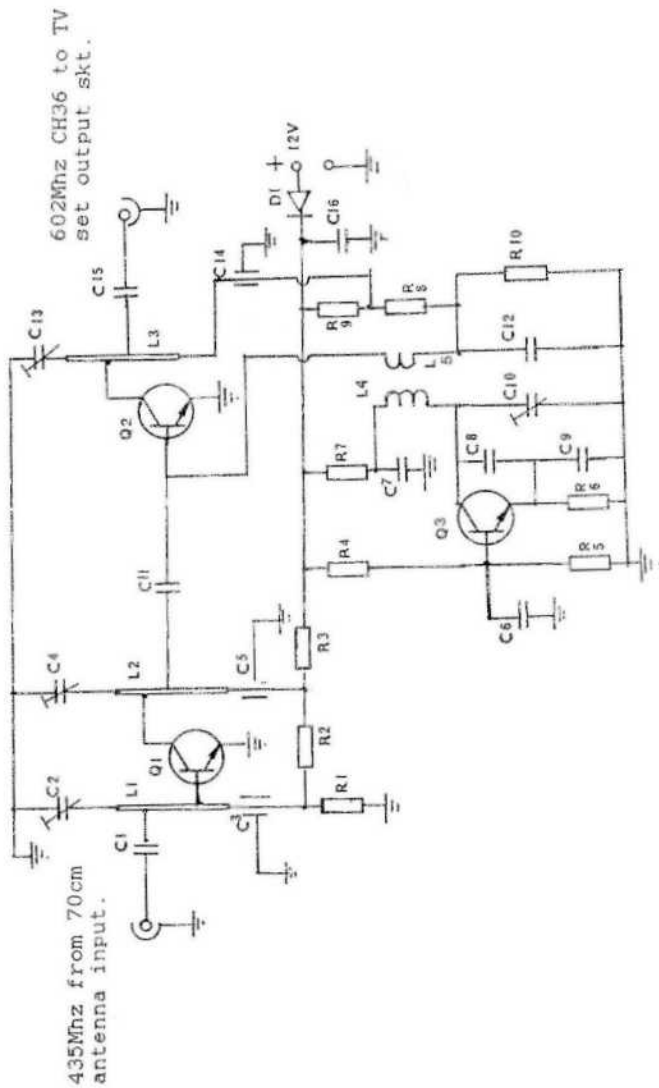 435Mhz from 70cm
antenna input.
602Mhz CH36 to TV
set output skt.
C2
C4
C13
C1
L1
L2
L3
C15
Q1
Q2
C11
C3
C5
C14
R1
R2
R3
R4
R7
R9
R8
D1
+
12V
C16
L4
L5
C7
Q3
C8
C9
C10
C12
R10
C6
R5
R6